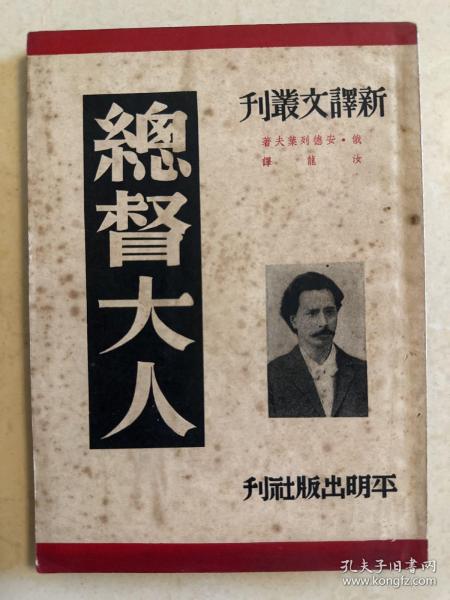 新譯文叢刊
俄·安德列葉夫著
汝龍譯
總督大人
平明出版社刊
孔夫子旧书网
www.kongfz.com